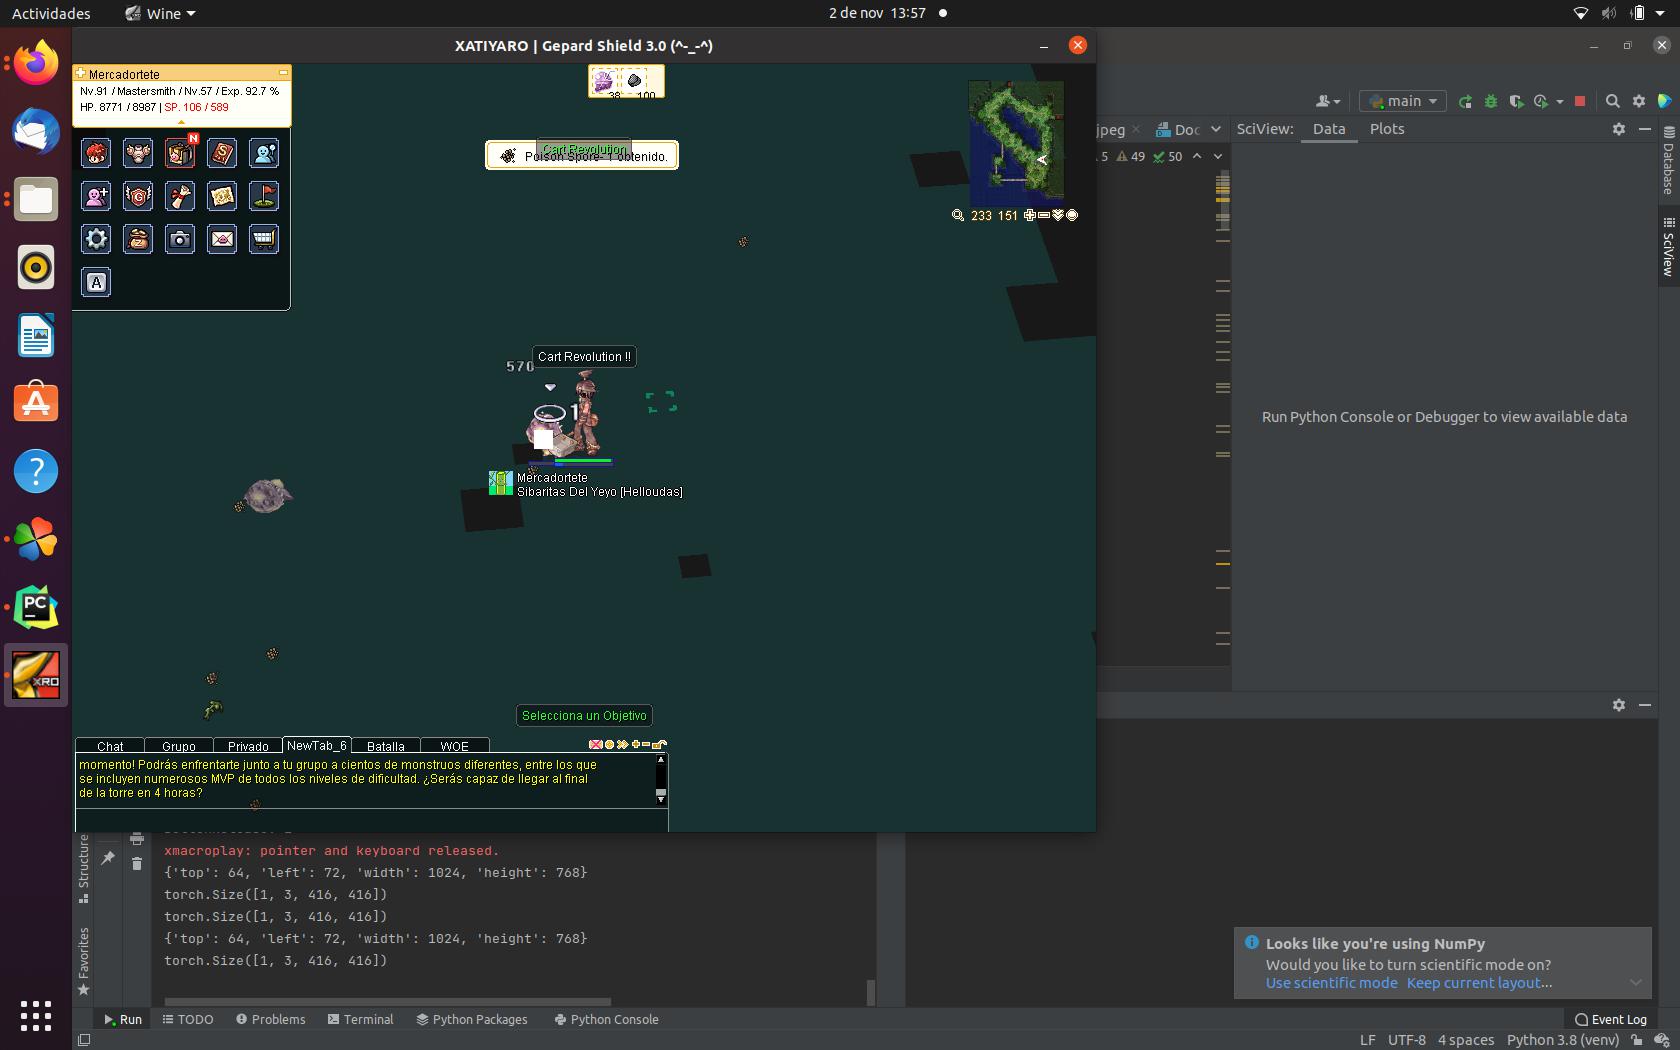 Actividades
Wine
2 de nov 13:57
XATIYARO | Gepard Shield 3.0 (^-_-^)
Mercadortete
Nv.91 / Mastersmith / Nv.57 / Exp. 92.7 %
HP. 8771 / 8987 | SP. 106 / 589
N
A
38 100
Cart Revolution
Poison Spore- 1 obtenido.
233 151
Cart Revolution !!
570
1
Mercadortete
Sibaritas Del Yeyo [Helloudas]
Selecciona un Objetivo
Chat Grupo Privado NewTab_6 Batalla WOE
momento! Podrás enfrentarte junto a tu grupo a cientos de monstruos diferentes, entre los que
se incluyen numerosos MVP de todos los niveles de dificultad. ¿Serás capaz de llegar al final
de la torre en 4 horas?
main
jpeg
Doc
SciView: Data Plots
5 49 50
Database
SciView
Run Python Console or Debugger to view available data
PC
XRO
Structure
Favorites
xmacroplay: pointer and keyboard released.
{'top': 64, 'left': 72, 'width': 1024, 'height': 768}
torch.Size([1, 3, 416, 416])
torch.Size([1, 3, 416, 416])
{'top': 64, 'left': 72, 'width': 1024, 'height': 768}
torch.Size([1, 3, 416, 416])
Looks like you're using NumPy
Would you like to turn scientific mode on?
Use scientific mode Keep current layout...
Run TODO Problems Terminal Python Packages Python Console
Event Log
LF UTF-8 4 spaces Python 3.8 (venv)